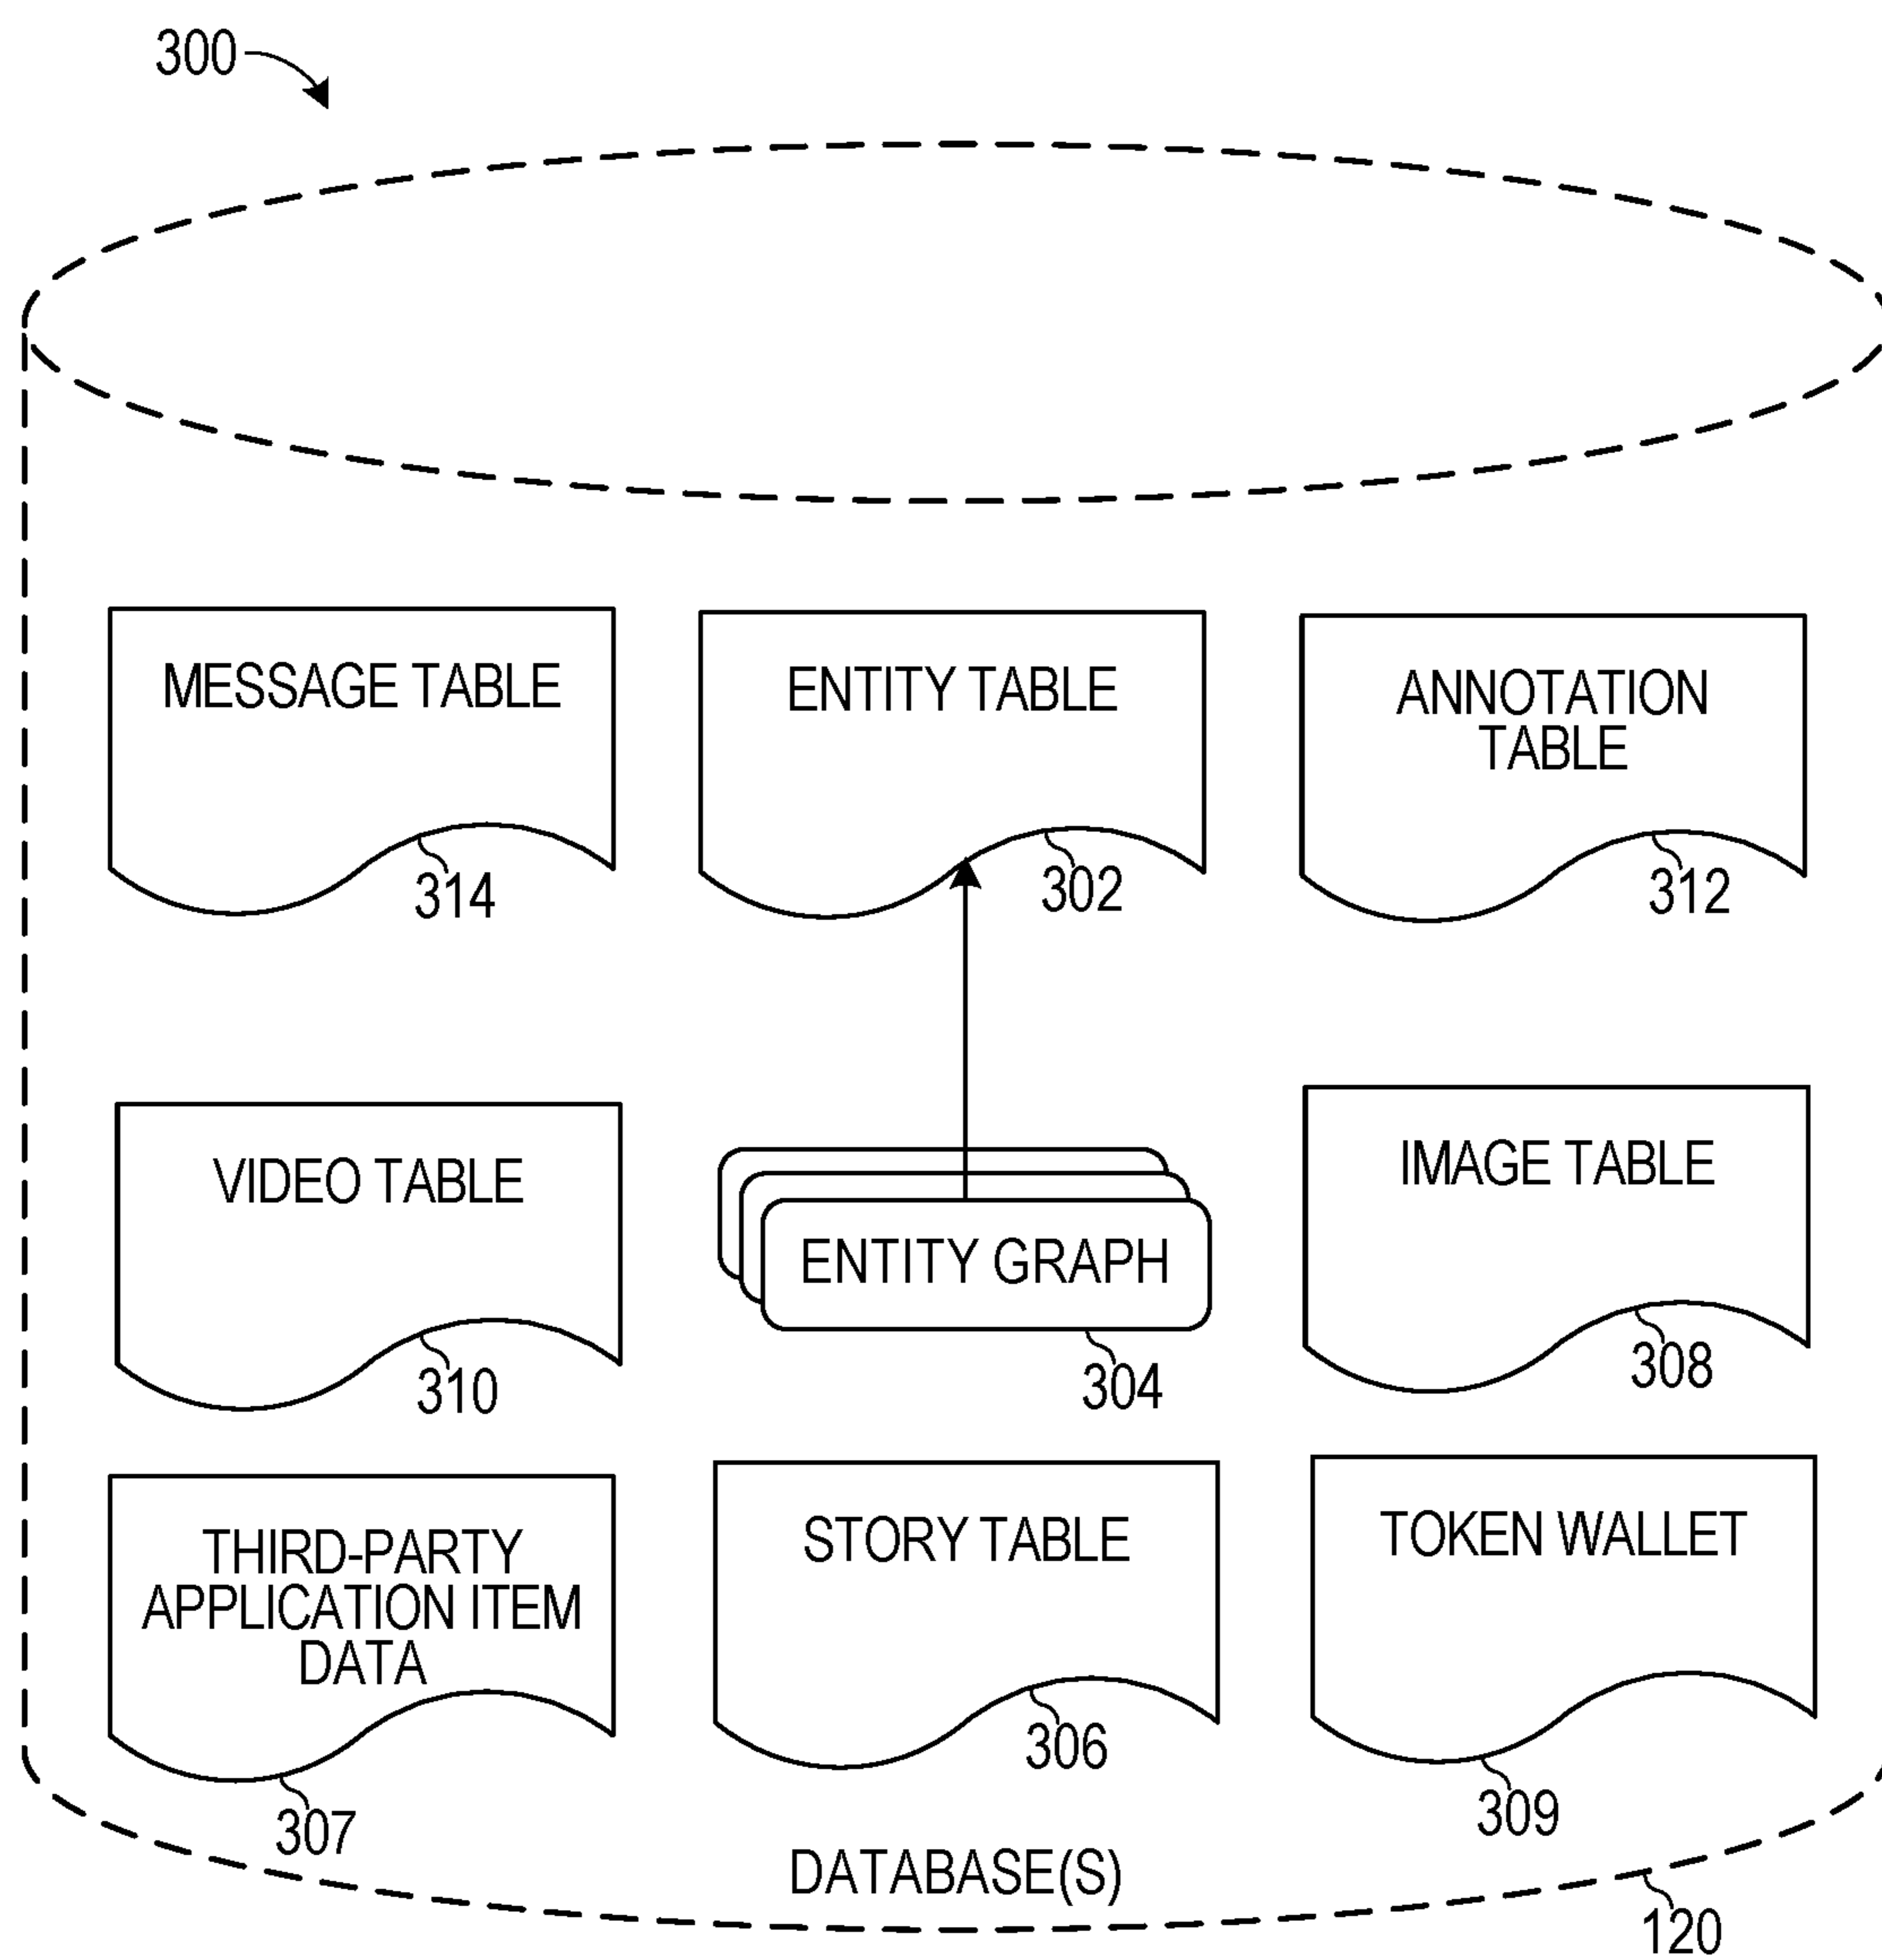 300
MESSAGE TABLE
314
ENTITY TABLE
302
ANNOTATION
TABLE
312
VIDEO TABLE
310
ENTITY GRAPH
304
IMAGE TABLE
308
THIRD-PARTY
APPLICATION ITEM
DATA
307
STORY TABLE
306
TOKEN WALLET
309
DATABASE(S)
120